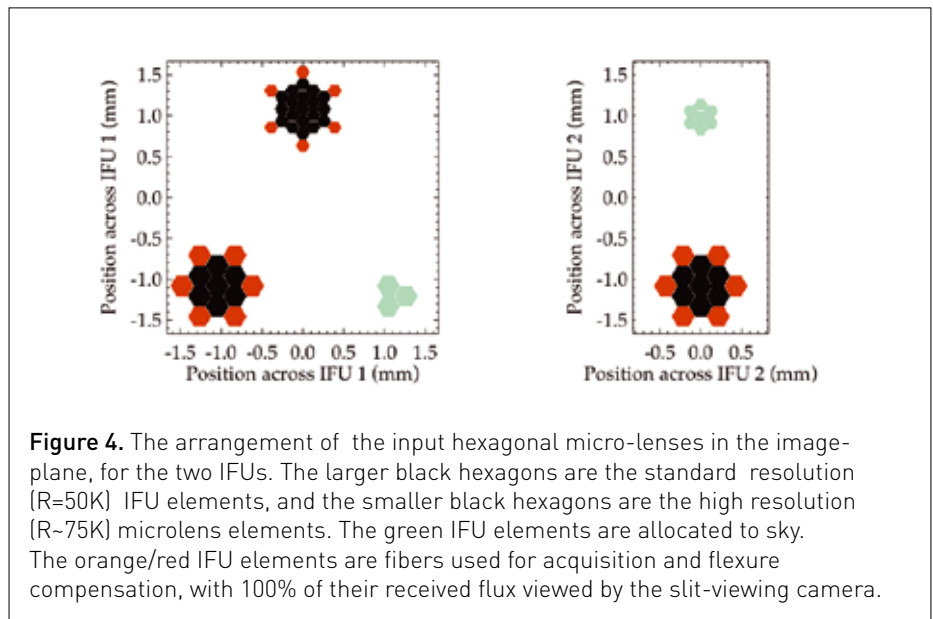 Position across IFU 1 (mm)
1.5
1.0
0.5
0.0
-0.5
-1.0
-1.5
-1.5 -1.0 -0.5 0.0 0.5 1.0 1.5
Position across IFU 1 (mm)
Position across IFU 2 (mm)
1.5
1.0
0.5
0.0
-0.5
-1.0
-1.5
-0.5 0.0 0.5
Position across IFU 2 (mm)
Figure 4. The arrangement of the input hexagonal micro-lenses in the image-
plane, for the two IFUs. The larger black hexagons are the standard resolution
(R=50K) IFU elements, and the smaller black hexagons are the high resolution
(R~75K) microlens elements. The green IFU elements are allocated to sky.
The orange/red IFU elements are fibers used for acquisition and flexure
compensation, with 100% of their received flux viewed by the slit-viewing camera.